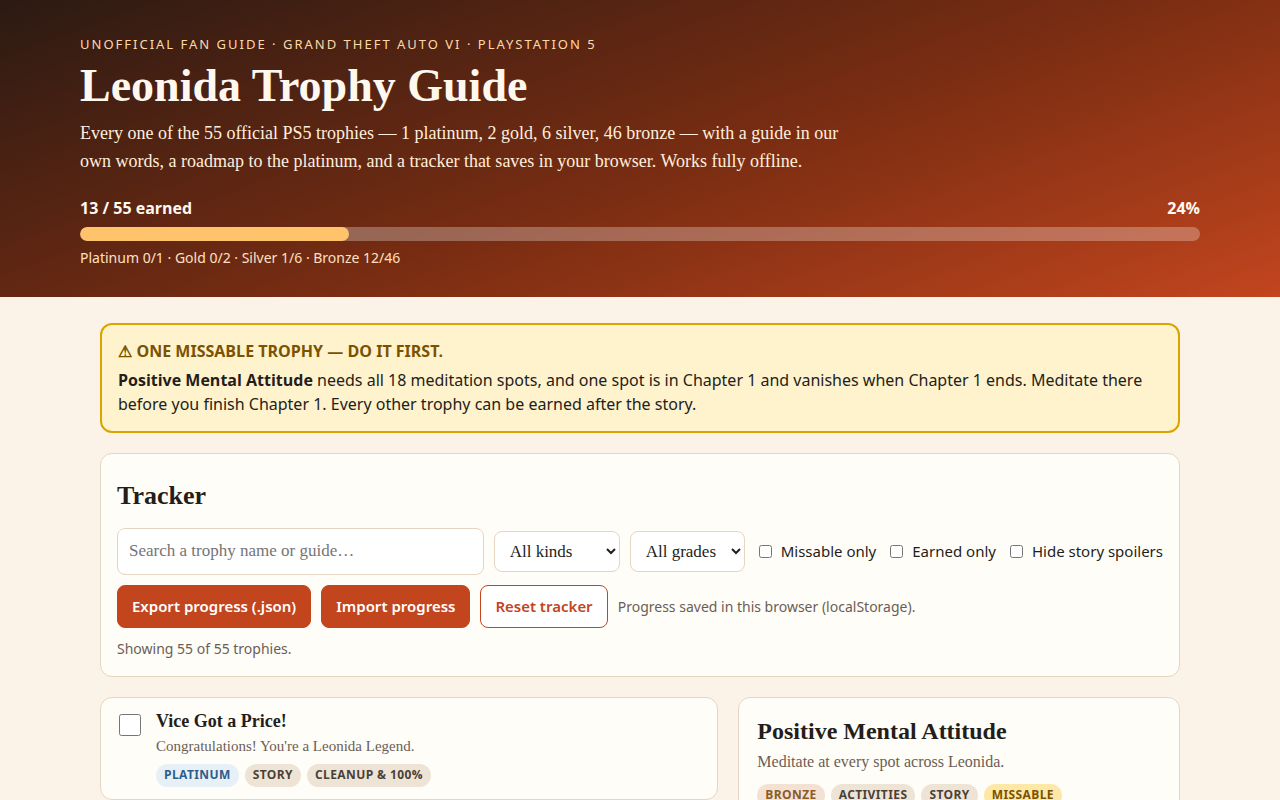 UNOFFICIAL FAN GUIDE · GRAND THEFT AUTO VI · PLAYSTATION 5
Leonida Trophy Guide
Every one of the 55 official PS5 trophies — 1 platinum, 2 gold, 6 silver, 46 bronze — with a guide in our
own words, a roadmap to the platinum, and a tracker that saves in your browser. Works fully offline.
13 / 55 earned
24%
Platinum 0/1 · Gold 0/2 · Silver 1/6 · Bronze 12/46
⚠ ONE MISSABLE TROPHY — DO IT FIRST.
Positive Mental Attitude needs all 18 meditation spots, and one spot is in Chapter 1 and vanishes when Chapter 1 ends. Meditate there
before you finish Chapter 1. Every other trophy can be earned after the story.
Tracker
Search a trophy name or guide…
All kinds
All grades
Missable only
Earned only
Hide story spoilers
Export progress (.json)
Import progress
Reset tracker
Progress saved in this browser (localStorage).
Showing 55 of 55 trophies.
Vice Got a Price!
Congratulations! You're a Leonida Legend.
PLATINUM
STORY
CLEANUP & 100%
Positive Mental Attitude
Meditate at every spot across Leonida.
BRONZE
ACTIVITIES
STORY
MISSABLE